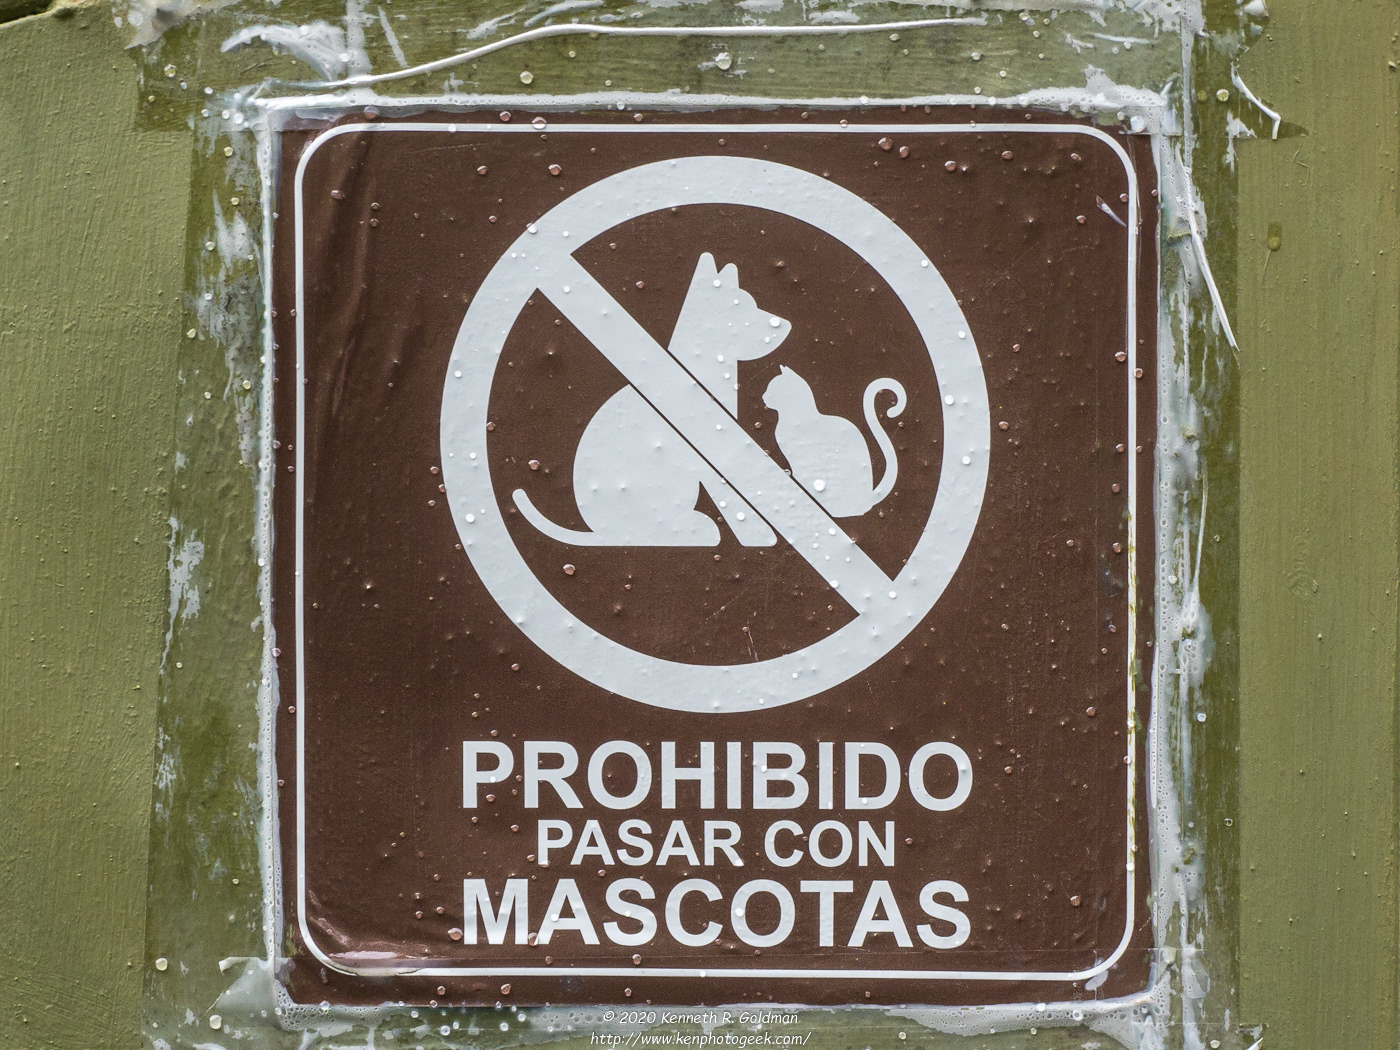 PROHIBIDO
PASAR CON
MASCOTAS
© 2020 Kenneth R. Goldman
http://www.kenphotogeek.com/